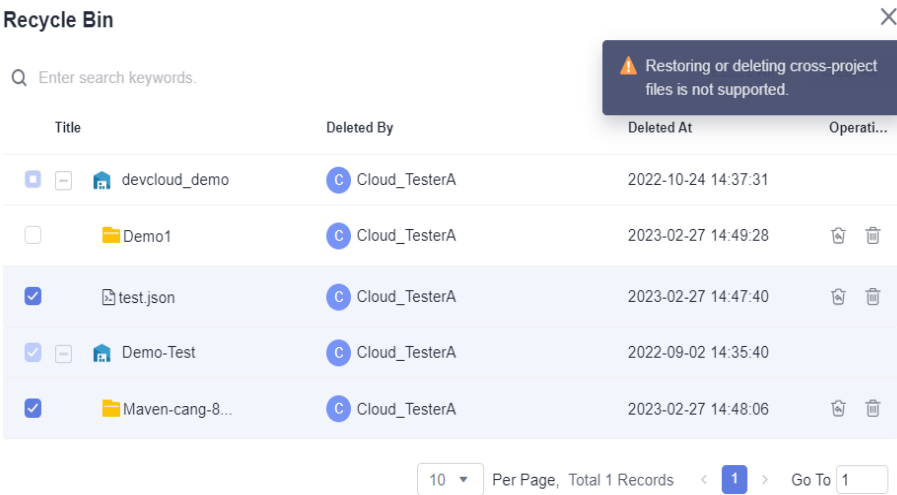 Recycle Bin
Restoring or deleting cross-project
files is not supported.
Enter search keywords.
Title Deleted By Deleted At Operati...
devcloud_demo C Cloud_TesterA 2022-10-24 14:37:31
Demo1 C Cloud_TesterA 2023-02-27 14:49:28
test.json C Cloud_TesterA 2023-02-27 14:47:40
Demo-Test C Cloud_TesterA 2022-09-02 14:35:40
Maven-cang-8... C Cloud_TesterA 2023-02-27 14:48:06
10 Per Page, Total 1 Records < 1 > Go To 1